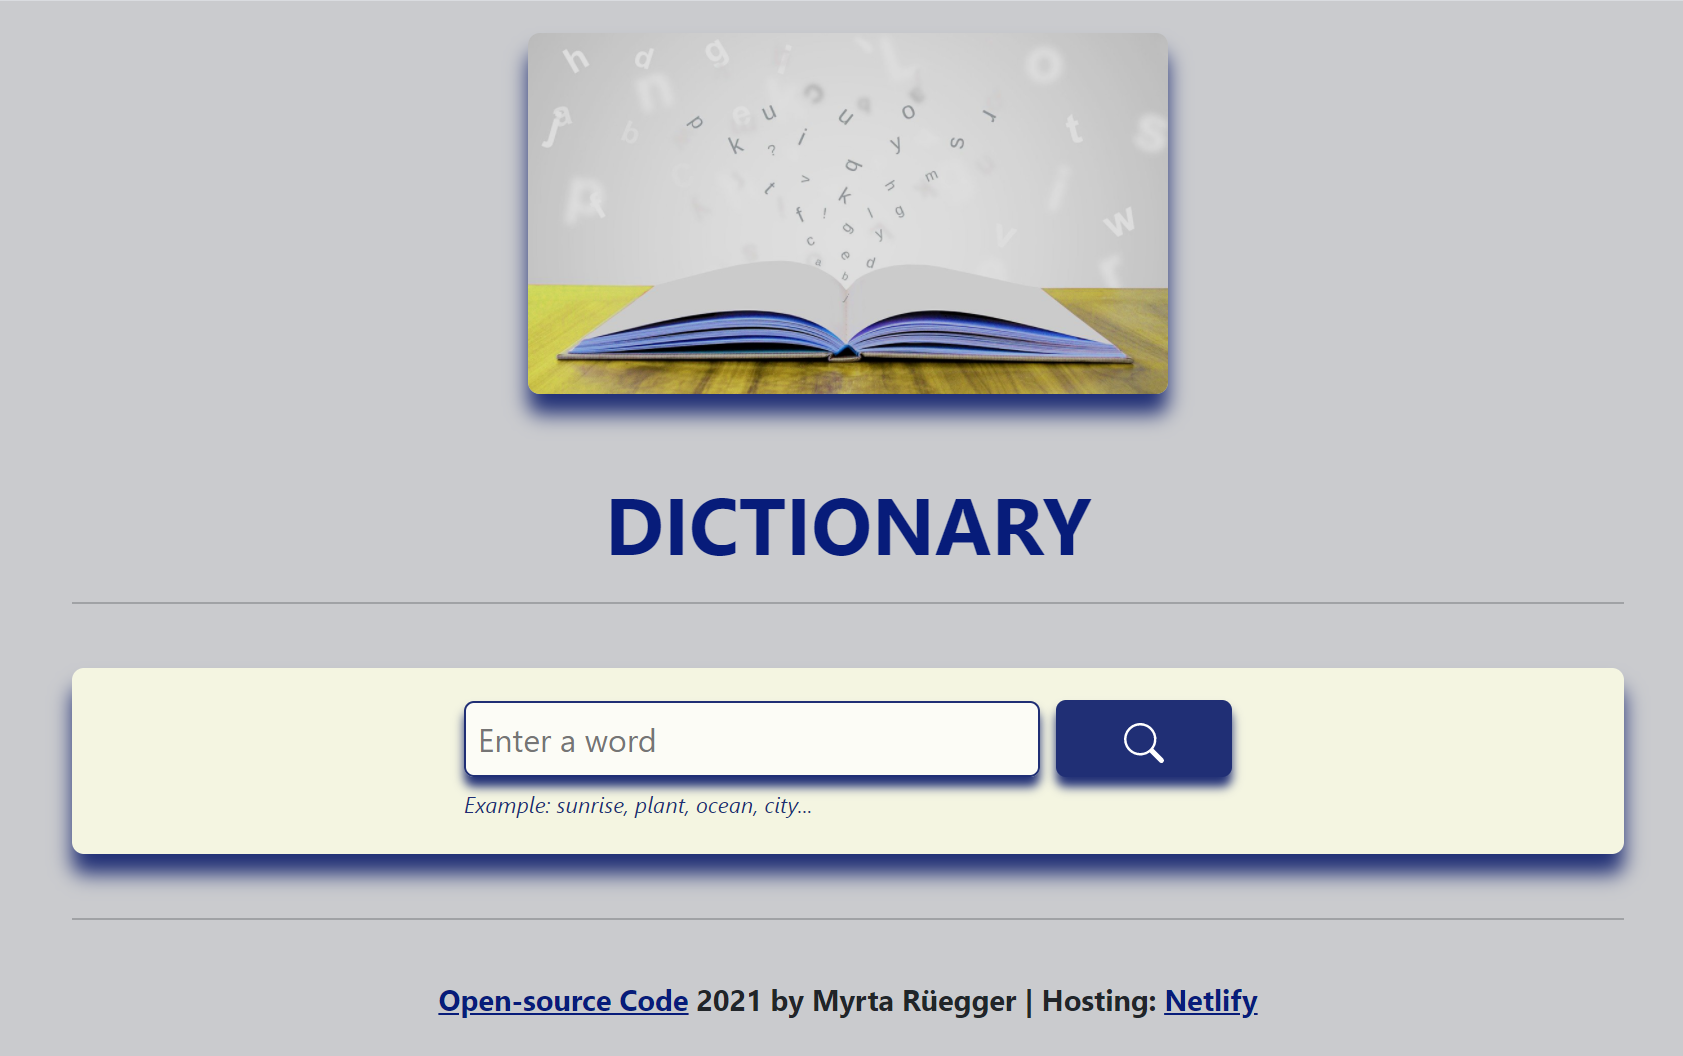 DICTIONARY
Enter a word
Example: sunrise, plant, ocean, city...
Open-source Code 2021 by Myrta Rüegger | Hosting: Netlify